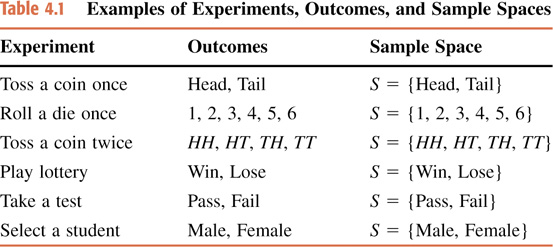 Table 4.1 Examples of Experiments, Outcomes, and Sample Spaces
Experiment Outcomes Sample Space
Toss a coin once Head, Tail S = {Head, Tail}
Roll a die once 1, 2, 3, 4, 5, 6 S = {1, 2, 3, 4, 5, 6}
Toss a coin twice HH, HT, TH, TT S = {HH, HT, TH, TT}
Play lottery Win, Lose S = {Win, Lose}
Take a test Pass, Fail S = {Pass, Fail}
Select a student Male, Female S = {Male, Female}